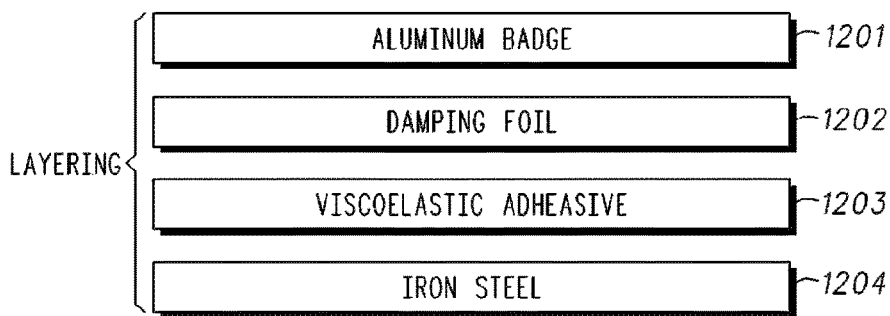 ALUMINUM BADGE 1201
DAMPING FOIL 1202
LAYERING
VISCOELASTIC ADHEASIVE 1203
IRON STEEL 1204